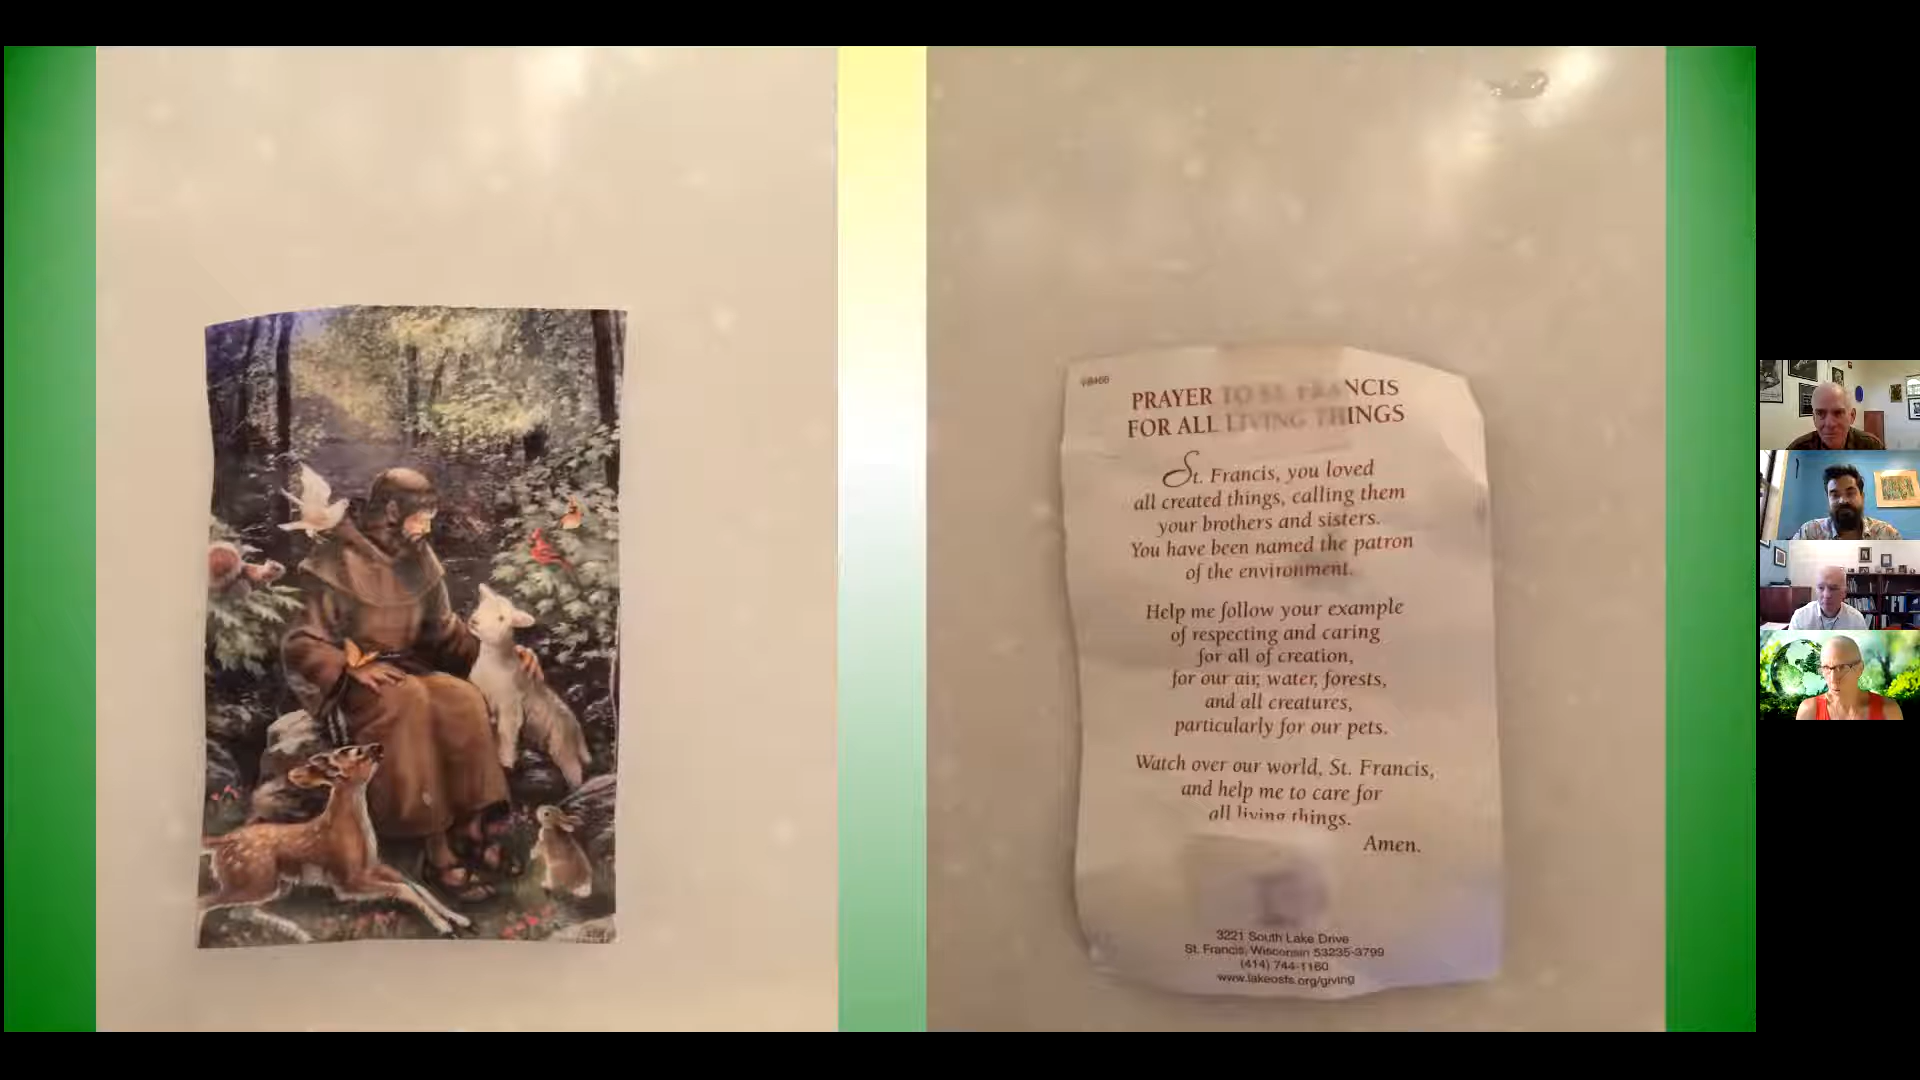 PRAYER TO ST. FRANCIS
FOR ALL LIVING THINGS
St. Francis, you loved
all created things, calling them
your brothers and sisters.
You have been named the patron
of the environment.
Help me follow your example
of respecting and caring
for all of creation,
for our air, water, forests,
and all creatures,
particularly for our pets.
Watch over our world, St. Francis,
and help me to care for
all living things.
Amen.
3221 South Lake Drive
St. Francis, Wisconsin 53235-3799
(414) 744-1160
www.lakeosfs.org/giving